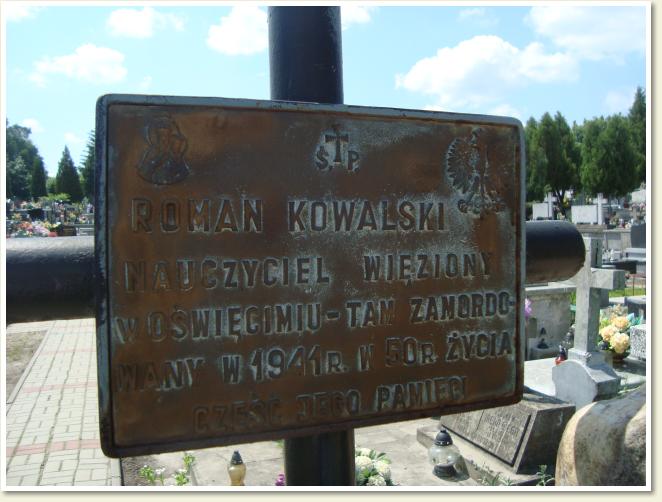 Ś. P.
ROMAN KOWALSKI
NAUCZYCIEL WIĘZIONY
W OŚWIĘCIMIU - TAM ZAMORDO-
WANY W 1941 R. W 50 R. ŻYCIA
CZEŚĆ JEGO PAMIĘCI